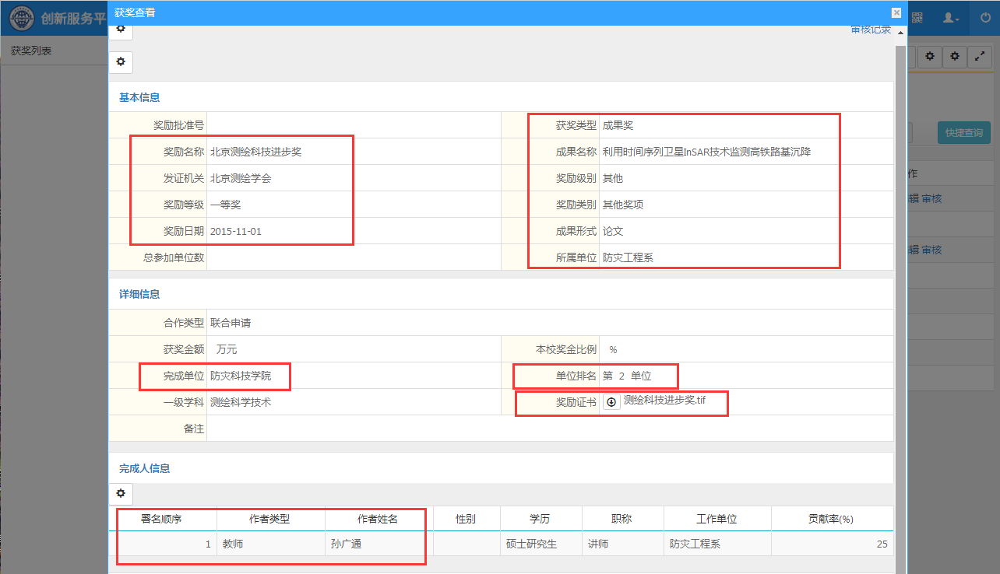 创新服务平
获奖查看
获奖列表
审核记录
快捷查询
作
辑 审核
辑 审核
基本信息
奖励批准号
获奖类型 成果奖
奖励名称 北京测绘科技进步奖
成果名称 利用时间序列卫星InSAR技术监测高铁路基沉降
发证机关 北京测绘学会
奖励级别 其他
奖励等级 一等奖
奖励类别 其他奖项
奖励日期 2015-11-01
成果形式 论文
总参加单位数
所属单位 防灾工程系
详细信息
合作类型 联合申请
获奖金额 万元
本校奖金比例 %
完成单位 防灾科技学院
单位排名 第 2 单位
一级学科 测绘科学技术
奖励证书 测绘科技进步奖.tif
备注
完成人信息
署名顺序 作者类型 作者姓名 性别 学历 职称 工作单位 贡献率(%)
1 教师 孙广通 硕士研究生 讲师 防灾工程系 25